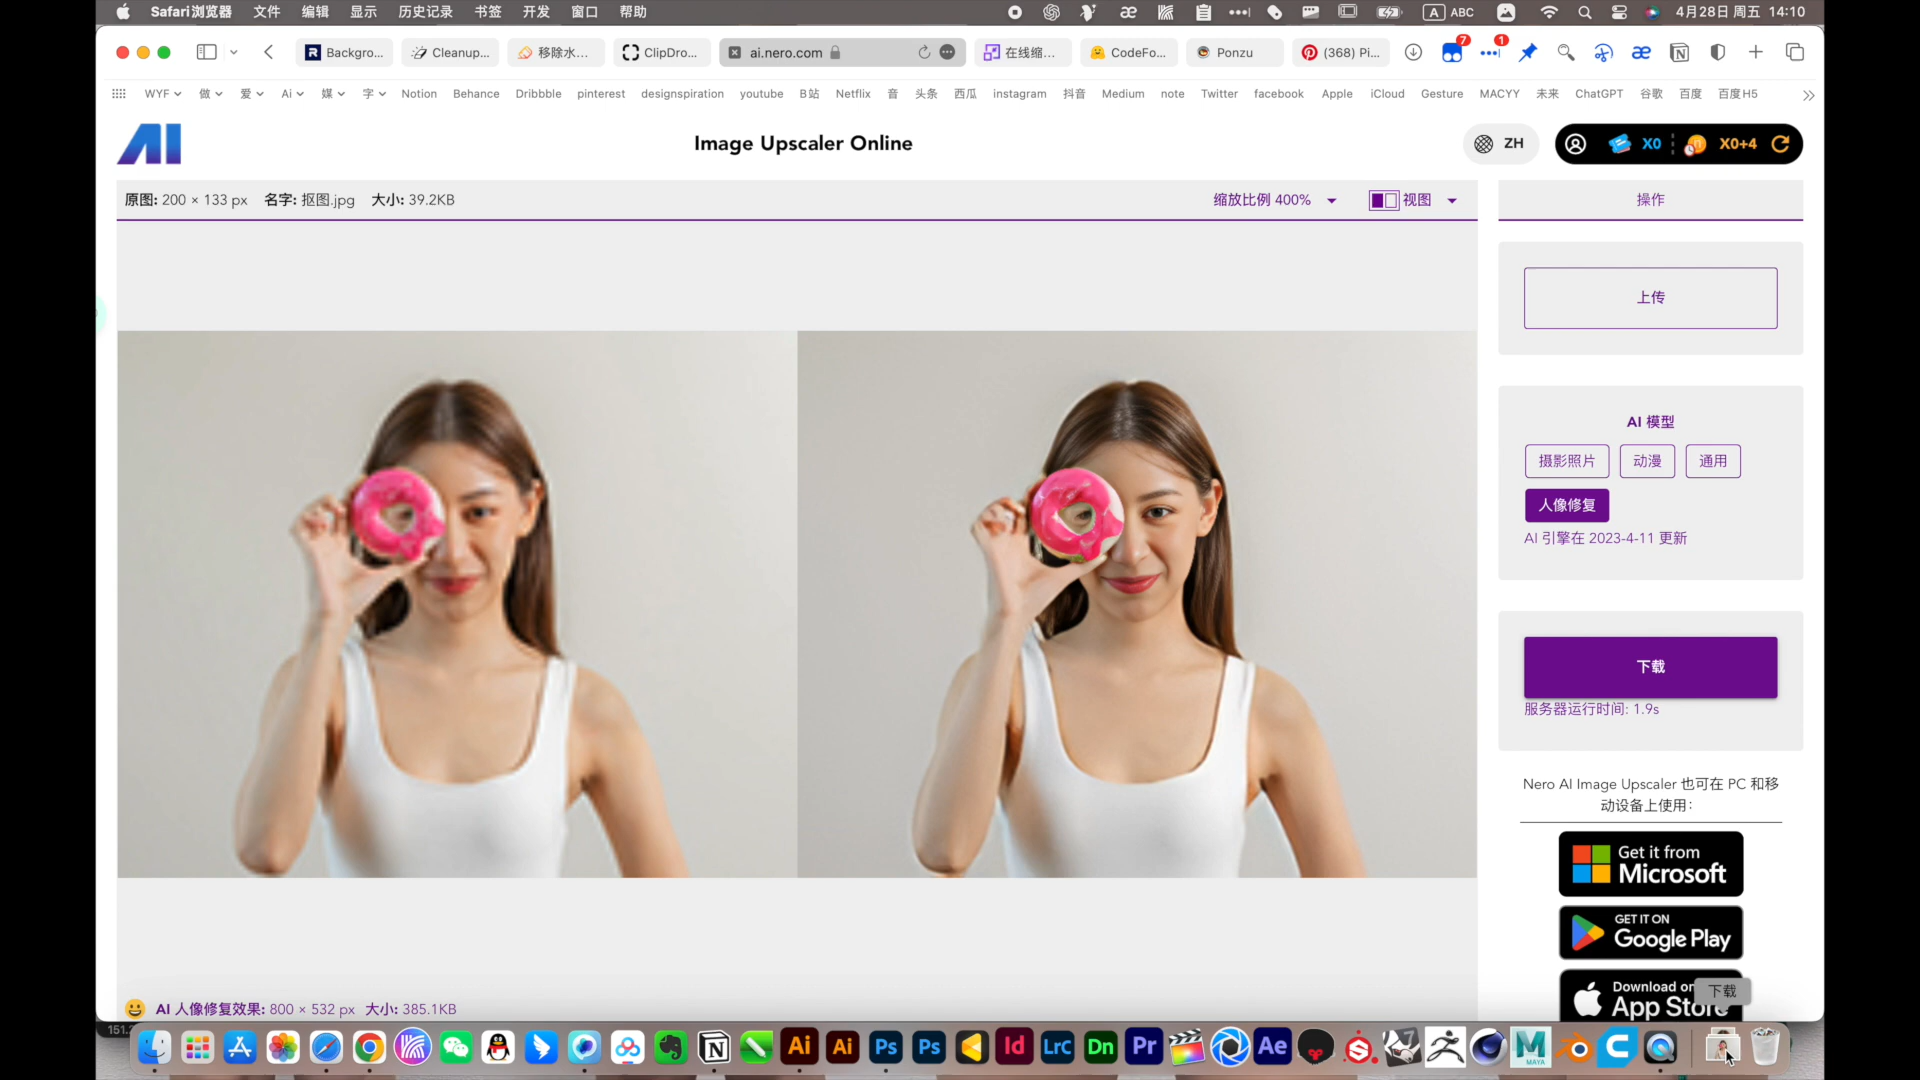 Safari浏览器 文件 编辑 显示 历史记录 书签 开发 窗口 帮助 A ABC 4月28日 周五 14:10
Backgro... Cleanup... 移除水... ClipDro... ai.nero.com 在线缩... CodeFo... Ponzu (368) Pi... 7 1
WYF 做 爱 Ai 媒 字 Notion Behance Dribbble pinterest designspiration youtube B站 Netflix 音 头条 西瓜 instagram 抖音 Medium note Twitter facebook Apple iCloud Gesture MACYY 未来 ChatGPT 谷歌 百度 百度H5
AI Image Upscaler Online ZH X0 X0+4
原图: 200 × 133 px 名字: 抠图.jpg 大小: 39.2KB 缩放比例 400% 视图 操作
上传
AI 模型
摄影照片 动漫 通用
人像修复
AI 引擎在 2023-4-11 更新
下载
服务器运行时间: 1.9s
Nero AI Image Upscaler 也可在 PC 和移
动设备上使用:
Get it from
Microsoft
GET IT ON
Google Play
Download on
App Store
下载
AI 人像修复效果: 800 × 532 px 大小: 385.1KB
Ai Ai Ps Ps Id LrC Dn Pr Ae M MAYA